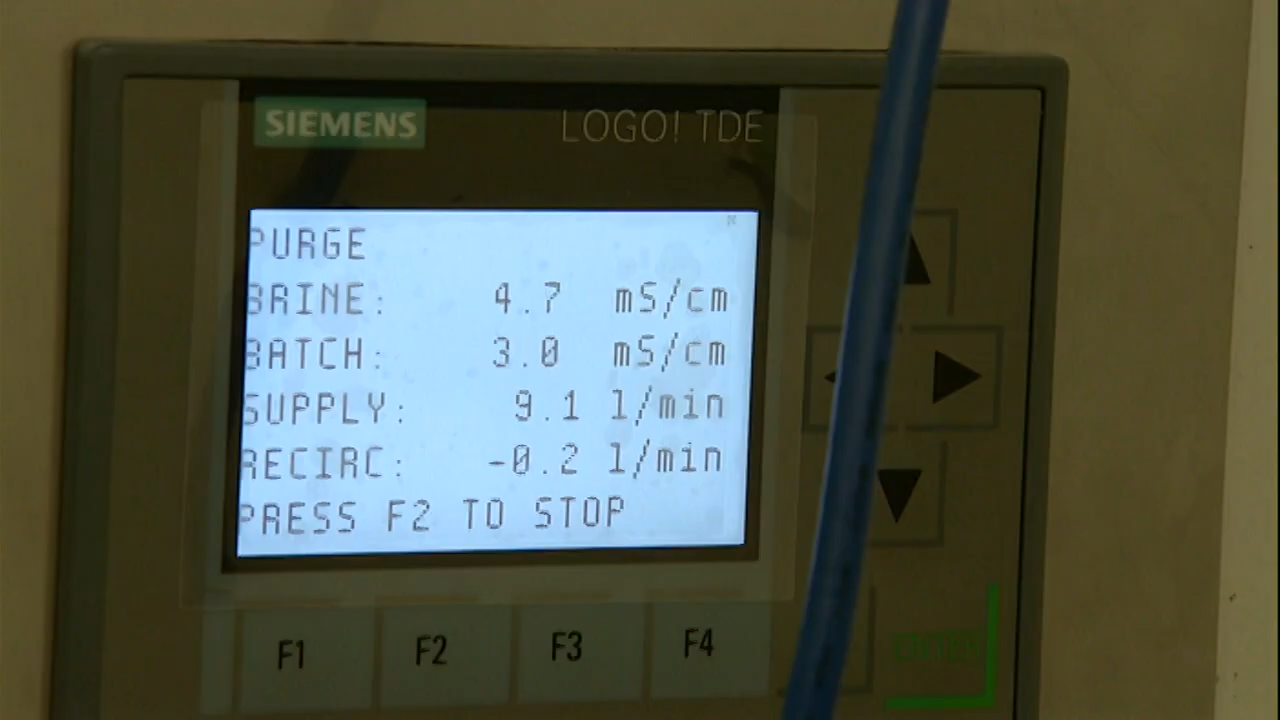 SIEMENS
LOGO! TDE
PURGE
BRINE: 4.7 mS/cm
BATCH: 3.0 mS/cm
SUPPLY: 9.1 l/min
RECIRC: -0.2 l/min
PRESS F2 TO STOP
F1 F2 F3 F4
ENTER